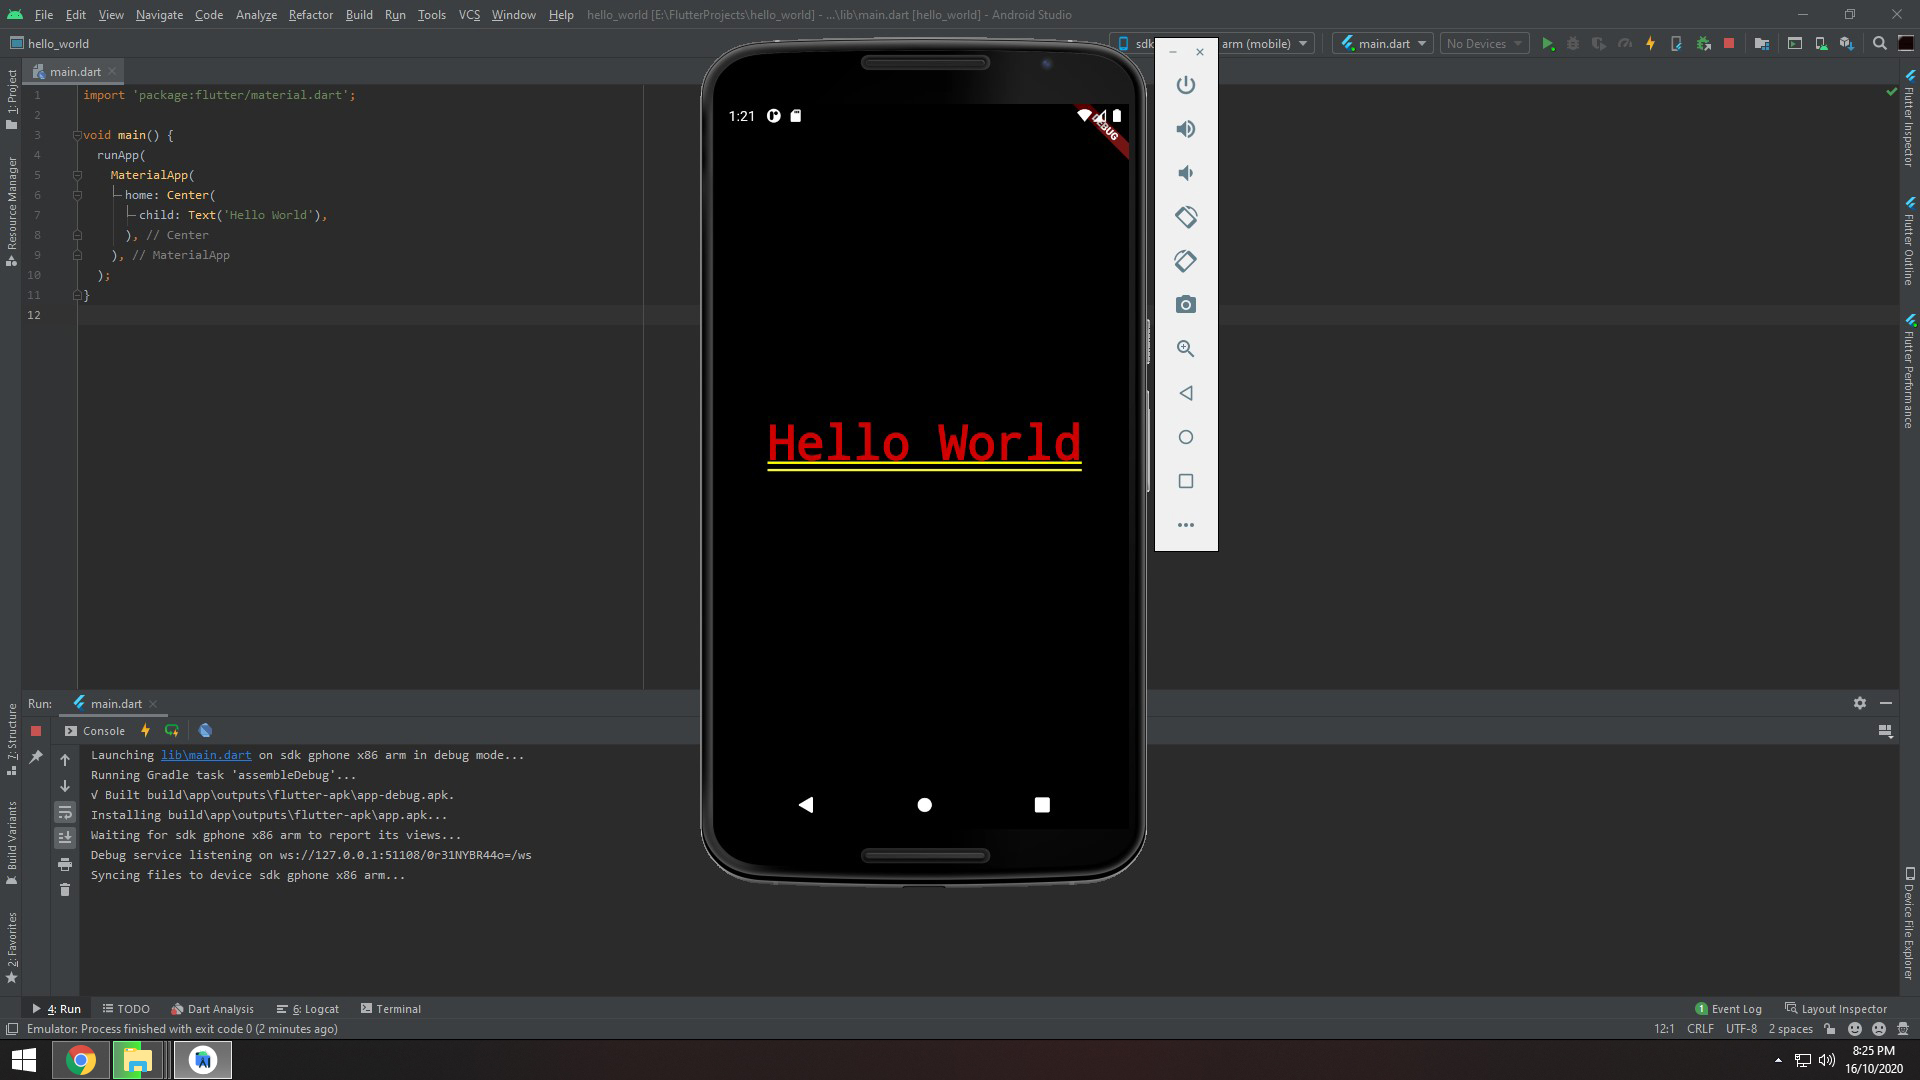 File Edit View Navigate Code Analyze Refactor Build Run Tools VCS Window Help hello_world [E:\FlutterProjects\hello_world] - ...\lib\main.dart [hello_world] - Android Studio
hello_world
sdk
arm (mobile)
main.dart
No Devices
main.dart
1 import 'package:flutter/material.dart';
2
3 void main() {
4 runApp(
5 MaterialApp(
6 home: Center(
7 child: Text('Hello World'),
8 ), // Center
9 ), // MaterialApp
10 );
11 }
12
1: Project
Resource Manager
7: Structure
Build Variants
2: Favorites
1:21
DEBUG
Hello World
Flutter Inspector
Flutter Outline
Flutter Performance
Device File Explorer
Run: main.dart
Console
Launching lib\main.dart on sdk gphone x86 arm in debug mode...
Running Gradle task 'assembleDebug'...
√ Built build\app\outputs\flutter-apk\app-debug.apk.
Installing build\app\outputs\flutter-apk\app.apk...
Waiting for sdk gphone x86 arm to report its views...
Debug service listening on ws://127.0.0.1:51108/0r31NYBR44o=/ws
Syncing files to device sdk gphone x86 arm...
4: Run TODO Dart Analysis 6: Logcat Terminal 1 Event Log Layout Inspector
Emulator: Process finished with exit code 0 (2 minutes ago) 12:1 CRLF UTF-8 2 spaces
8:25 PM
16/10/2020